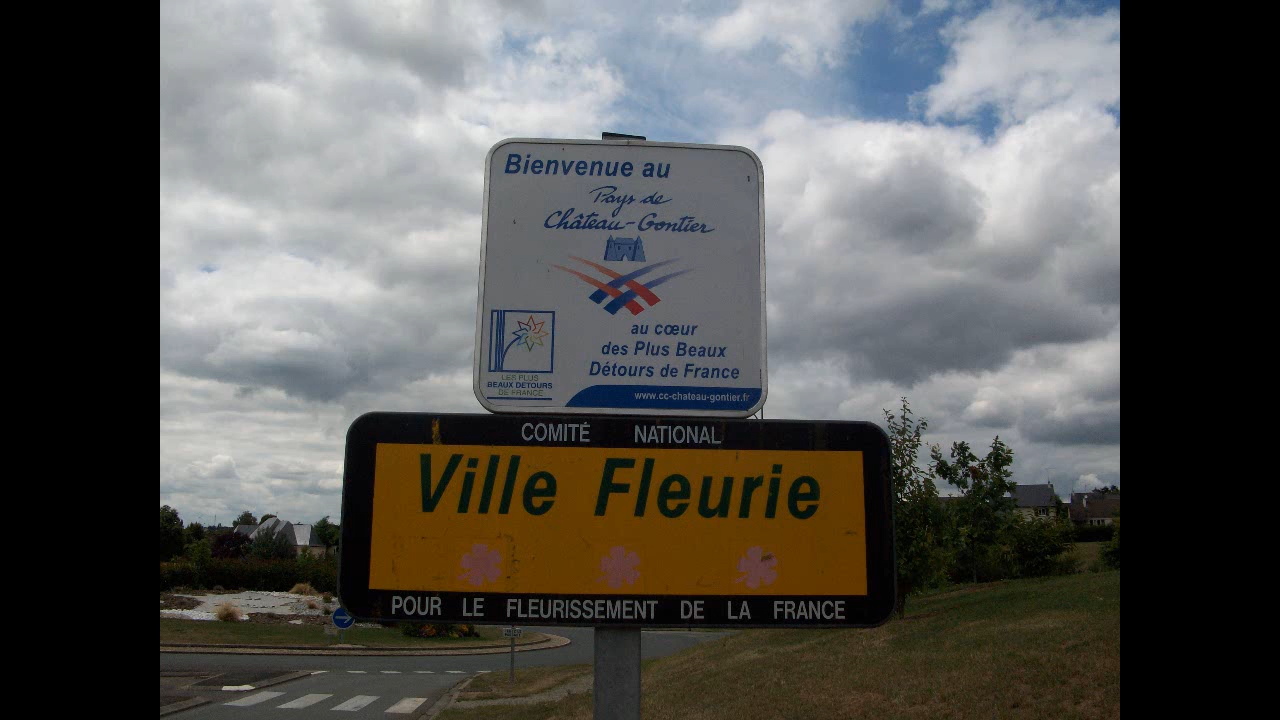 Bienvenue au
Pays de
Château-Gontier
au cœur
des Plus Beaux
Détours de France
LES PLUS
BEAUX DÉTOURS
DE FRANCE
www.cc-chateau-gontier.fr
COMITÉ NATIONAL
Ville Fleurie
POUR LE FLEURISSEMENT DE LA FRANCE